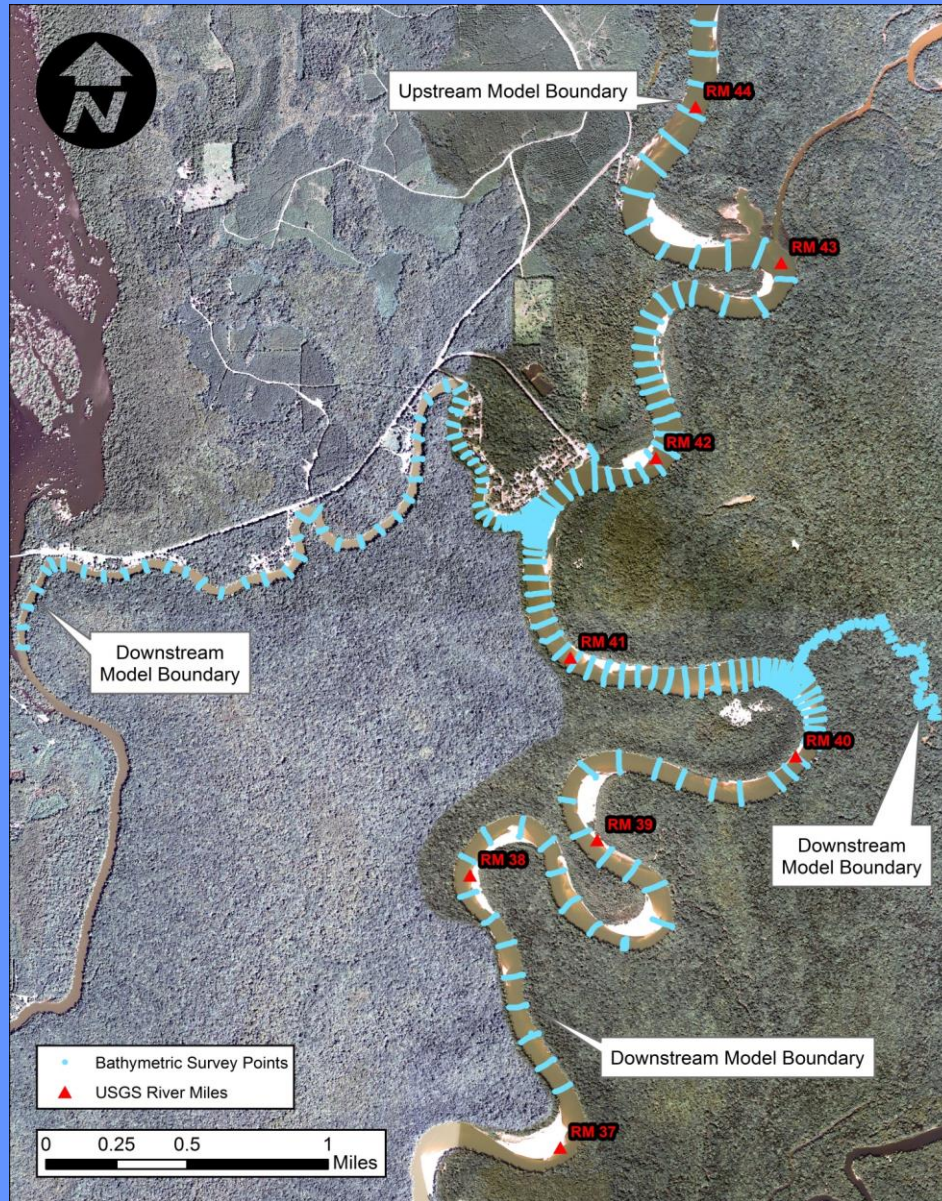 N
Upstream Model Boundary
RM 44
RM 43
RM 42
Downstream
Model Boundary
RM 41
RM 40
Downstream
Model Boundary
RM 39
RM 38
Downstream Model Boundary
Bathymetric Survey Points
USGS River Miles
RM 37
0 0.25 0.5 1
Miles